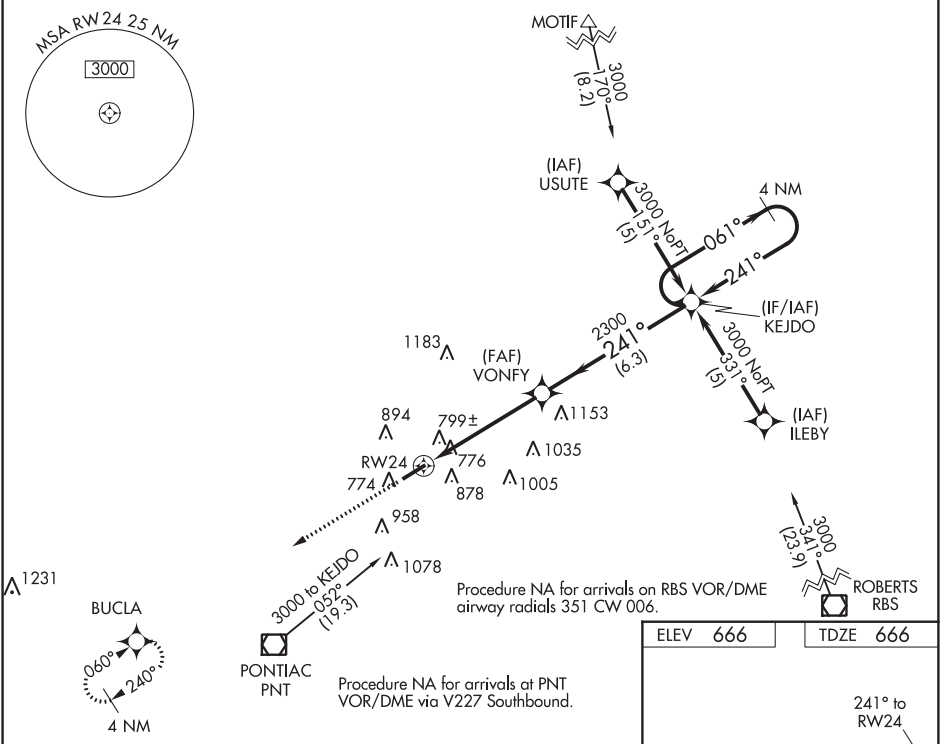 MSA RW24 25 NM
3000
MOTIF
3000
170°
(8.2)
(IAF)
USUTE
3000 NoPT
151°
(5)
4 NM
061°
241°
(IF/IAF)
KEJDO
2300
241°
(6.3)
3000 NoPT
331°
(5)
(IAF)
ILEBY
1183
(FAF)
VONFY
1153
894
799±
776
1035
RW24
774
878
1005
958
1078
3000 to KEJDO
052°
(19.3)
3000
341°
(23.9)
ROBERTS
RBS
1231
BUCLA
060°
240°
4 NM
PONTIAC
PNT
Procedure NA for arrivals on RBS VOR/DME
airway radials 351 CW 006.
Procedure NA for arrivals at PNT
VOR/DME via V227 Southbound.
ELEV 666
TDZE 666
241° to
RW24